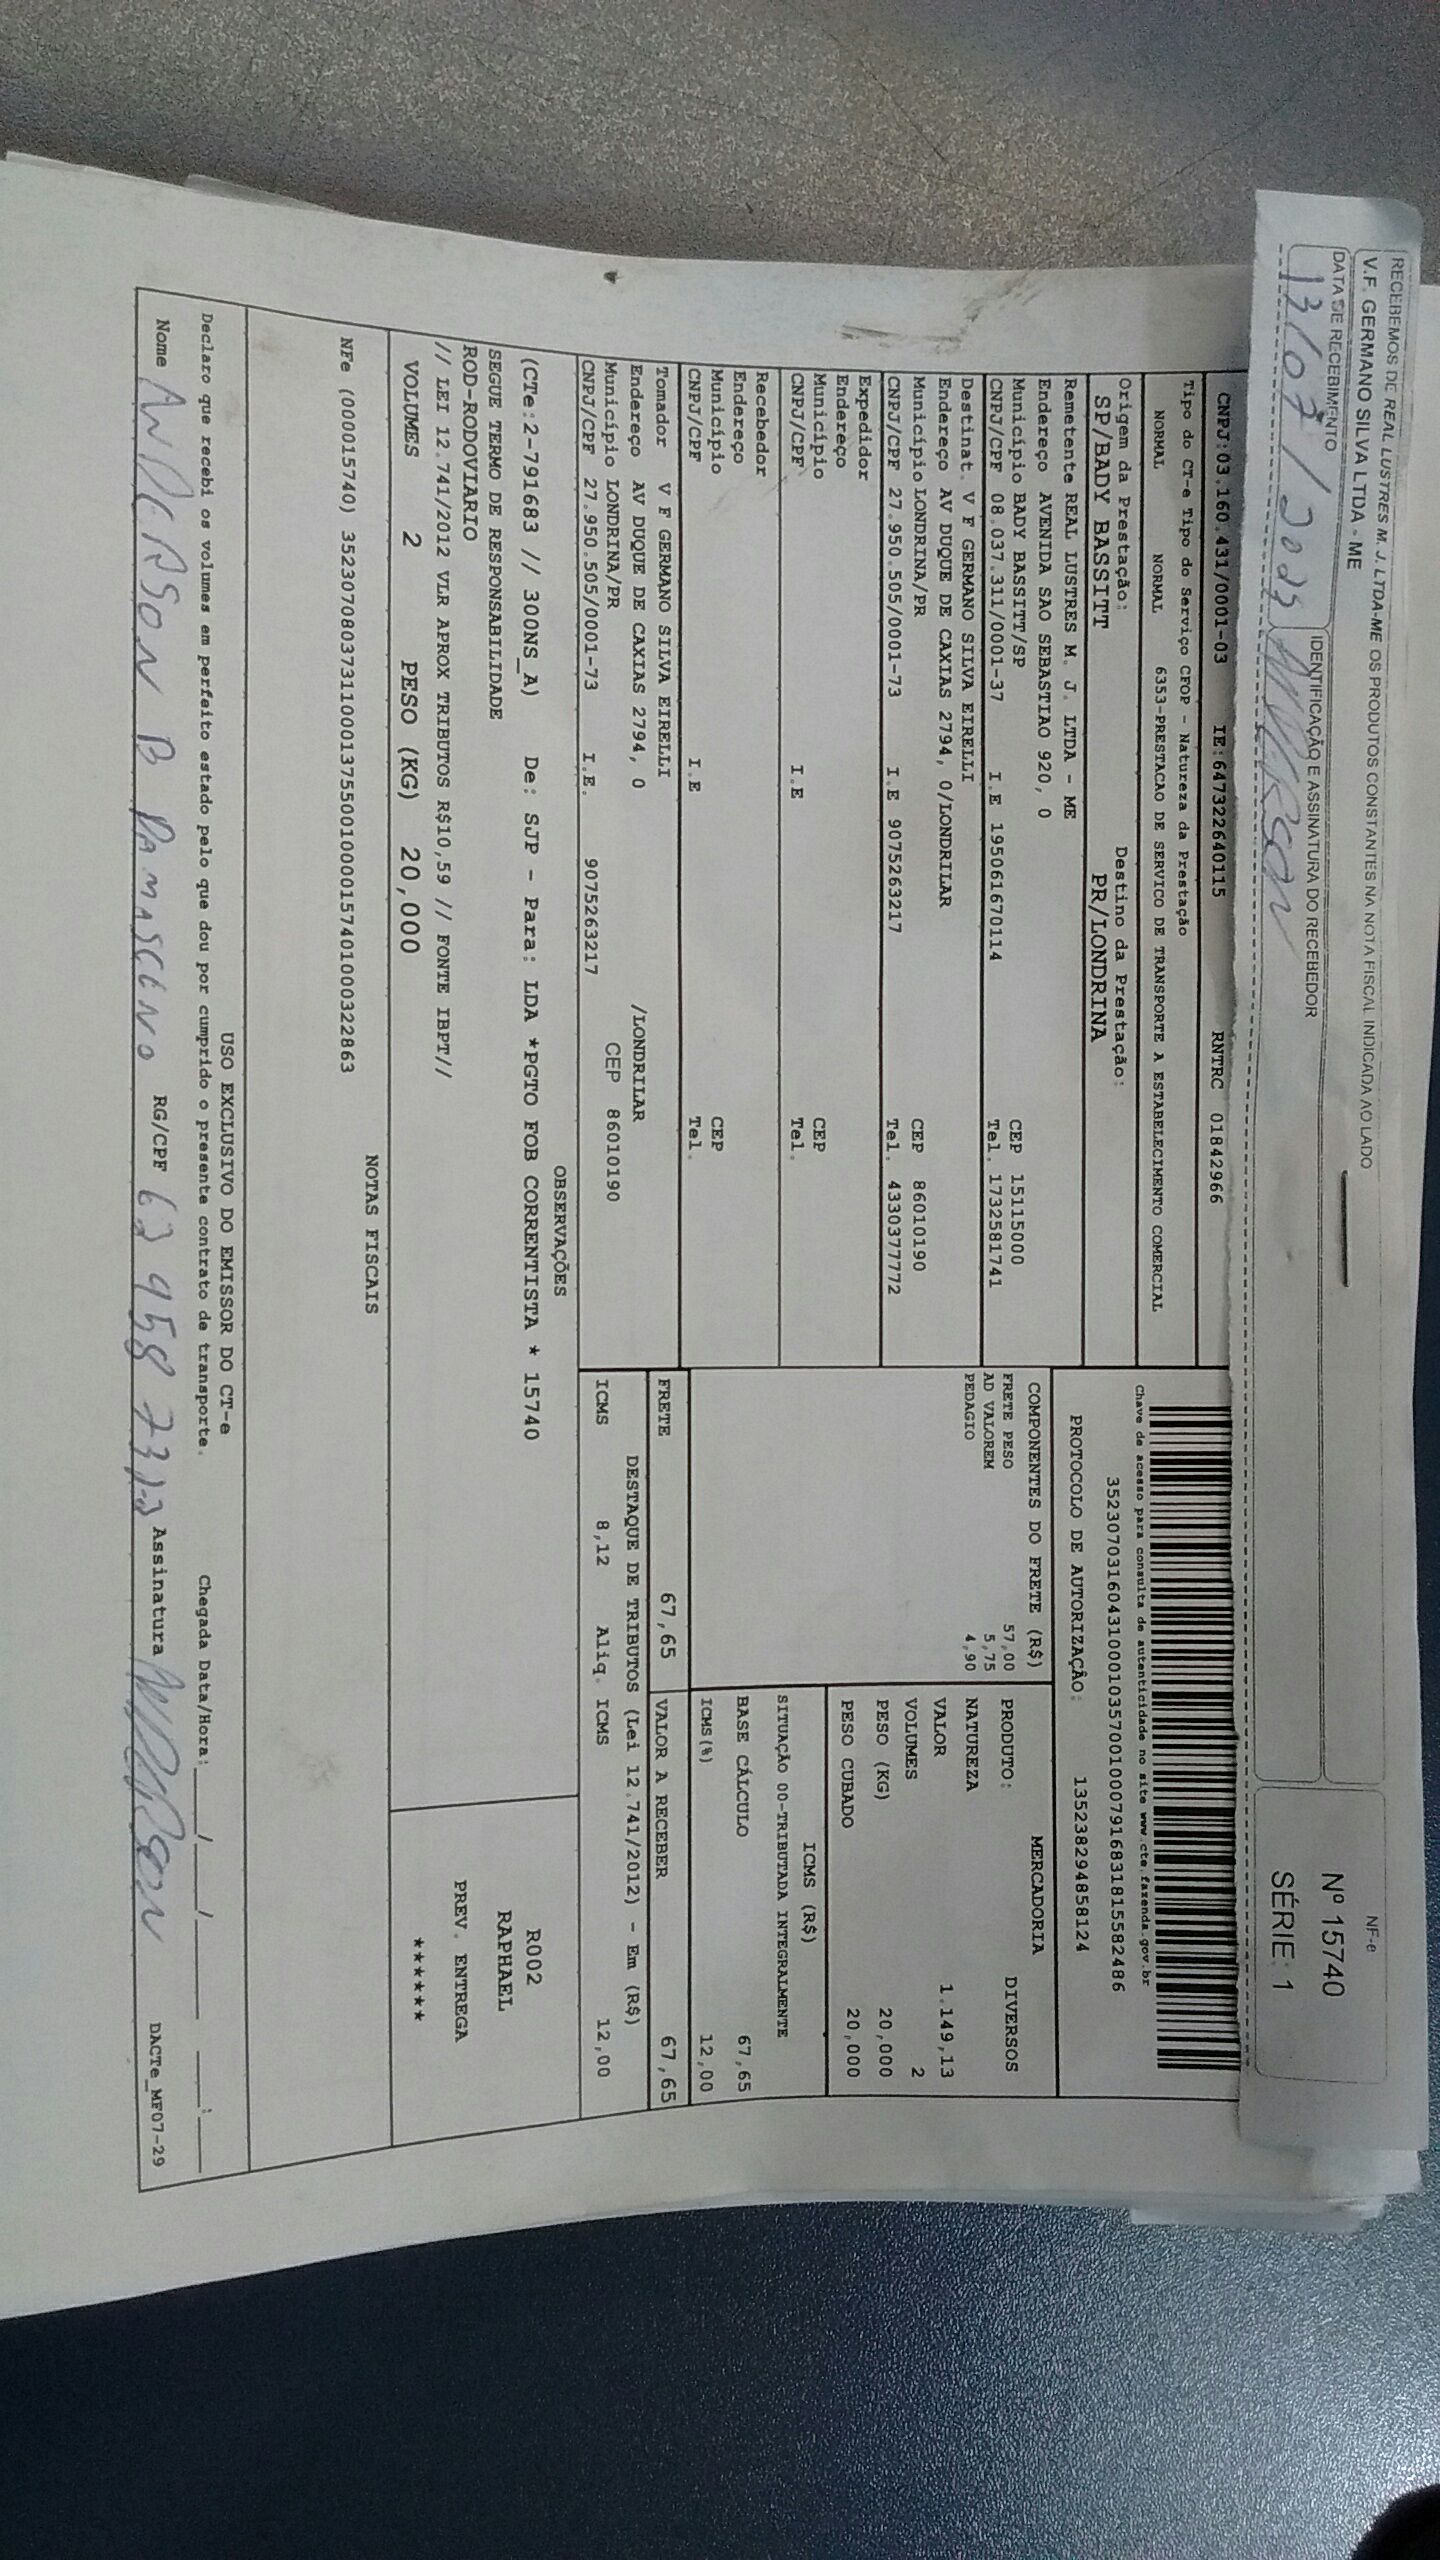 RECEBEMOS DE REAL LUSTRES M. J. LTDA-ME OS PRODUTOS CONSTANTES NA NOTA FISCAL INDICADA AO LADO
V.F. GERMANO SILVA LTDA - ME
DATA DE RECEBIMENTO
IDENTIFICAÇÃO E ASSINATURA DO RECEBEDOR
13/07/2023 Anderson
NF-e
Nº 15740
SÉRIE: 1
CNPJ:03.160.431/0001-03 IE:647322640115 RNTRC 01842966
Tipo do CT-e Tipo do Serviço CFOP - Natureza da Prestação
NORMAL NORMAL 6353-PRESTACAO DE SERVICO DE TRANSPORTE A ESTABELECIMENTO COMERCIAL
Origem da Prestação: Destino da Prestação:
SP/BADY BASSITT PR/LONDRINA
Chave de acesso para consulta de autenticidade no site www.cte.fazenda.gov.br
35230703160431000103570010007916831815582486
PROTOCOLO DE AUTORIZAÇÃO: 135238294858124
Remetente REAL LUSTRES M. J. LTDA - ME
Endereço AVENIDA SAO SEBASTIAO 920, 0
Município BADY BASSITT/SP CEP 15115000
CNPJ/CPF 08.037.311/0001-37 I.E 195061670114 Tel. 1732581741
Destinat. V F GERMANO SILVA EIRELLI
Endereço AV DUQUE DE CAXIAS 2794, 0/LONDRILAR
Município LONDRINA/PR CEP 86010190
CNPJ/CPF 27.950.505/0001-73 I.E 9075263217 Tel. 4330377772
Expedidor
Endereço
Município CEP
CNPJ/CPF I.E Tel.
Recebedor
Endereço
Município CEP
CNPJ/CPF I.E Tel.
Tomador V F GERMANO SILVA EIRELLI
Endereço AV DUQUE DE CAXIAS 2794, 0 /LONDRILAR
Município LONDRINA/PR CEP 86010190
CNPJ/CPF 27.950.505/0001-73 I.E. 9075263217
COMPONENTES DO FRETE (R$)
FRETE PESO 57,00
AD VALOREM 5,75
PEDAGIO 4,90
MERCADORIA
PRODUTO: DIVERSOS
NATUREZA
VALOR 1.149,13
VOLUMES 2
PESO (KG) 20,000
PESO CUBADO 20,000
ICMS (R$)
SITUAÇÃO 00-TRIBUTADA INTEGRALMENTE
BASE CÁLCULO 67,65
ICMS(%) 12,00
FRETE 67,65 VALOR A RECEBER 67,65
DESTAQUE DE TRIBUTOS (Lei 12.741/2012) - Em (R$)
ICMS 8,12 Aliq. ICMS 12,00
OBSERVAÇÕES
(CTe:2-791683 // 300NS_A) De: SJP - Para: LDA *PGTO FOB CORRENTISTA * 15740
SEGUE TERMO DE RESPONSABILIDADE
ROD-RODOVIARIO
// LEI 12.741/2012 VLR APROX TRIBUTOS R$10,59 // FONTE IBPT//
VOLUMES 2 PESO (KG) 20,000
R002
RAPHAEL
PREV. ENTREGA
******
NOTAS FISCAIS
NFe (000015740) 35230708037311000137550010000157401000322863
USO EXCLUSIVO DO EMISSOR DO CT-e
Declaro que recebi os volumes em perfeito estado pelo que dou por cumprido o presente contrato de transporte. Chegada Data/Hora: ____/____/____ ____:____
Nome ANDERSON B DAMASCENO RG/CPF Assinatura Anderson DACTe_MF07-29